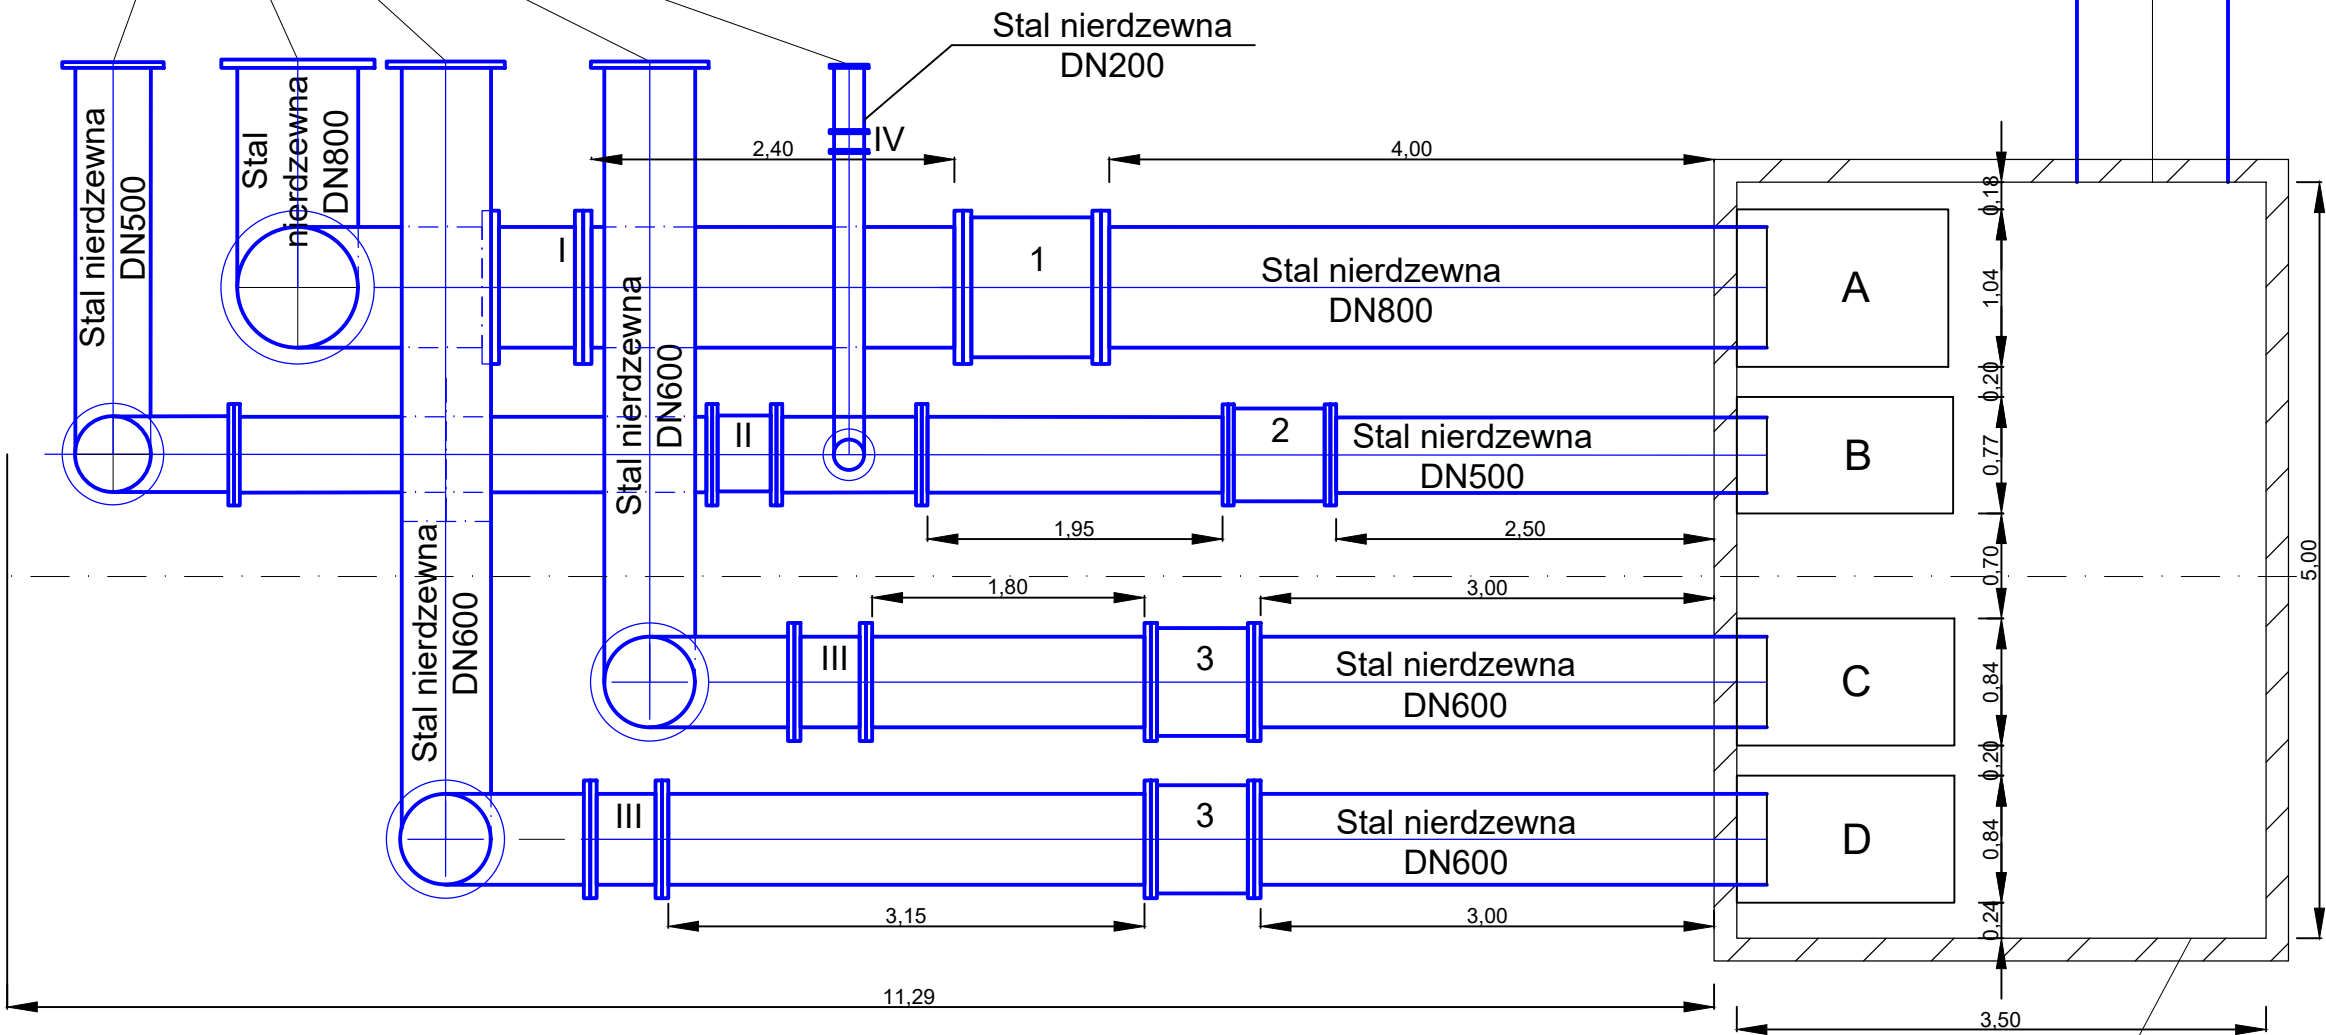 Stal nierdzewna
DN200
IV
2,40
4,00
Stal nierdzewna
DN500
Stal
nierdzewna
DN800
I
1
Stal nierdzewna
DN800
A
0,18
1,04
0,20
Stal nierdzewna
DN600
II
2
Stal nierdzewna
DN500
B
0,77
1,95
2,50
0,70
5,00
1,80
3,00
Stal nierdzewna
DN600
III
3
Stal nierdzewna
DN600
C
0,84
0,20
III
3
Stal nierdzewna
DN600
D
0,84
0,24
3,15
3,00
11,29
3,50